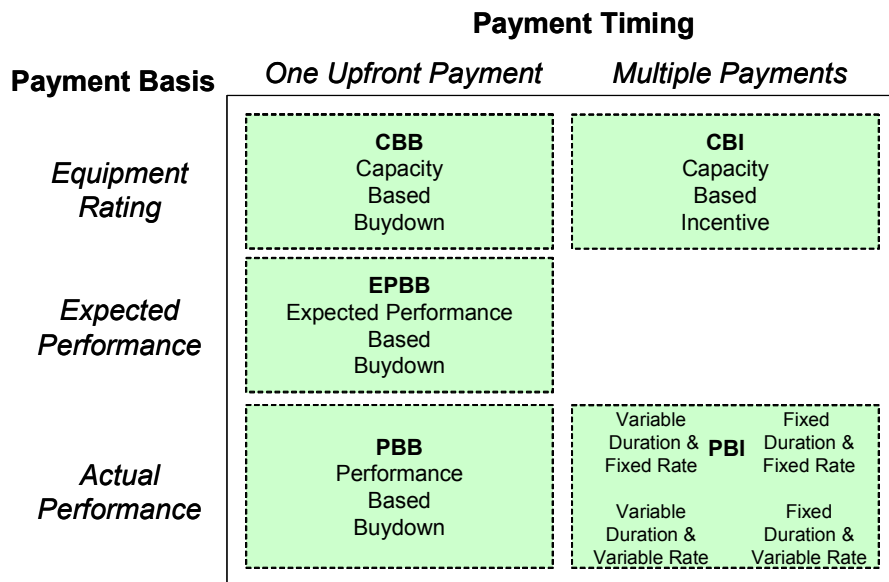 Payment Timing
Payment Basis
One Upfront Payment
Multiple Payments
Equipment
Rating
CBB
Capacity
Based
Buydown
CBI
Capacity
Based
Incentive
Expected
Performance
EPBB
Expected Performance
Based
Buydown
Actual
Performance
PBB
Performance
Based
Buydown
PBI
Variable
Duration &
Fixed Rate
Fixed
Duration &
Fixed Rate
Variable
Duration &
Variable Rate
Fixed
Duration &
Variable Rate